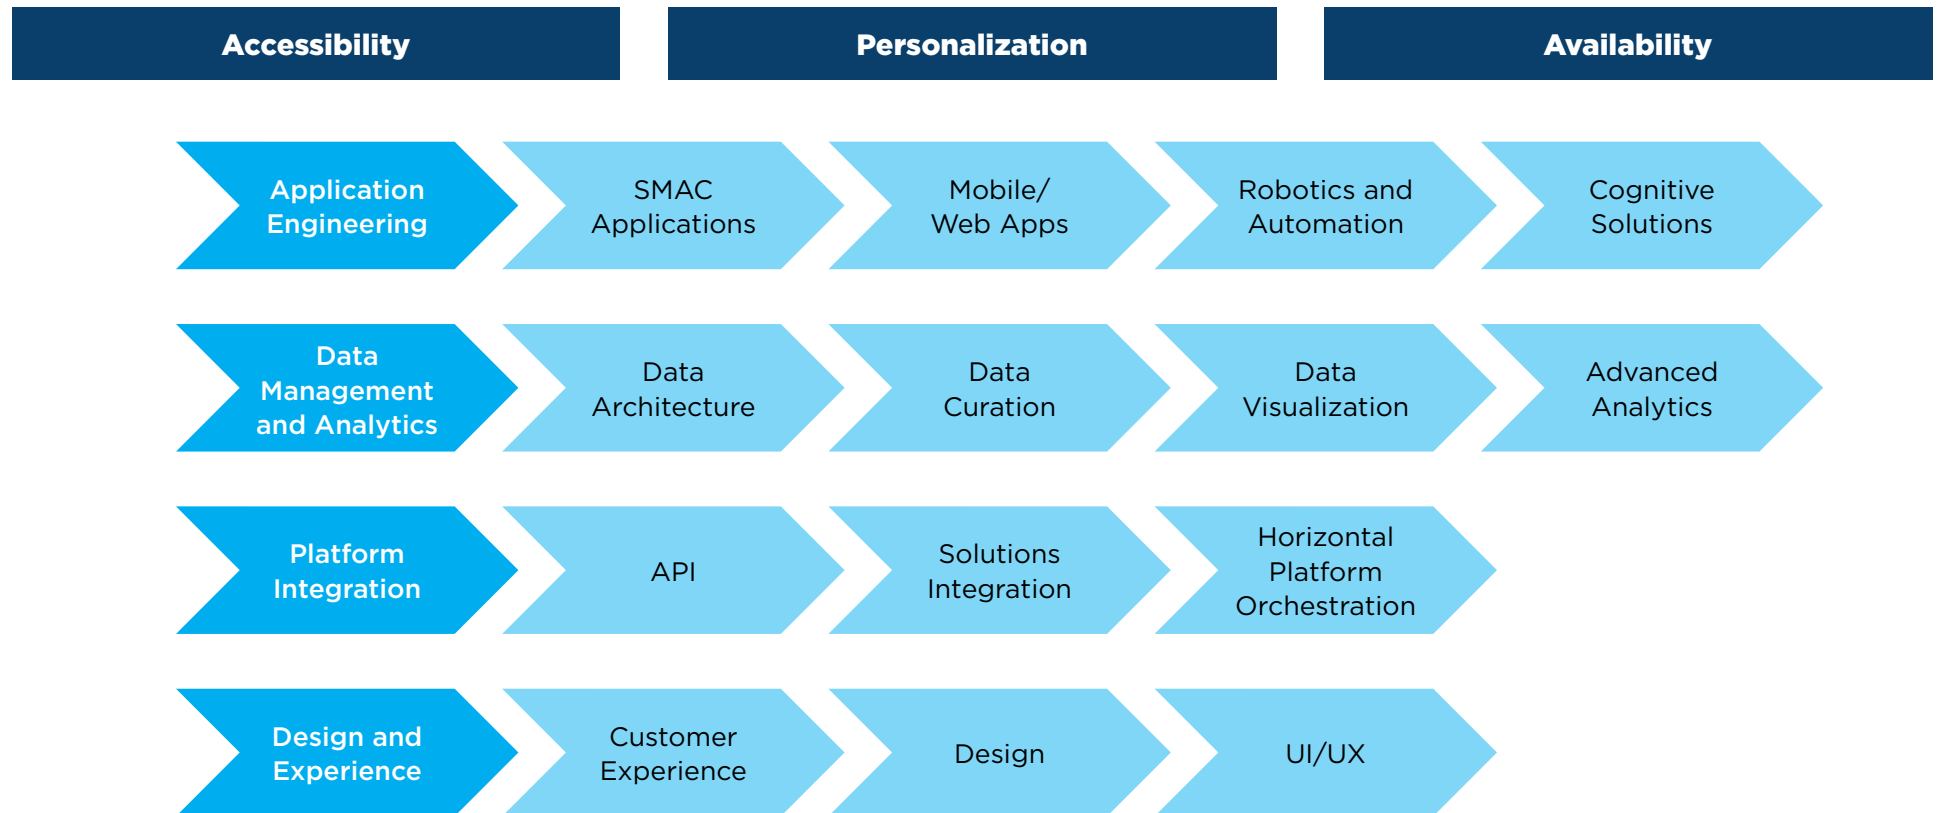 Accessibility
Personalization
Availability
Application
Engineering
SMAC
Applications
Mobile/
Web Apps
Robotics and
Automation
Cognitive
Solutions
Data
Management
and Analytics
Data
Architecture
Data
Curation
Data
Visualization
Advanced
Analytics
Platform
Integration
API
Solutions
Integration
Horizontal
Platform
Orchestration
Design and
Experience
Customer
Experience
Design
UI/UX